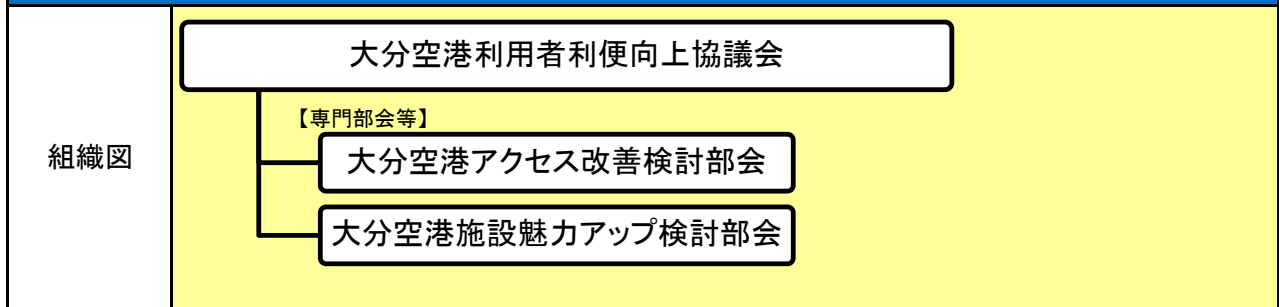 組織図
大分空港利用者利便向上協議会
【専門部会等】
大分空港アクセス改善検討部会
大分空港施設魅力アップ検討部会